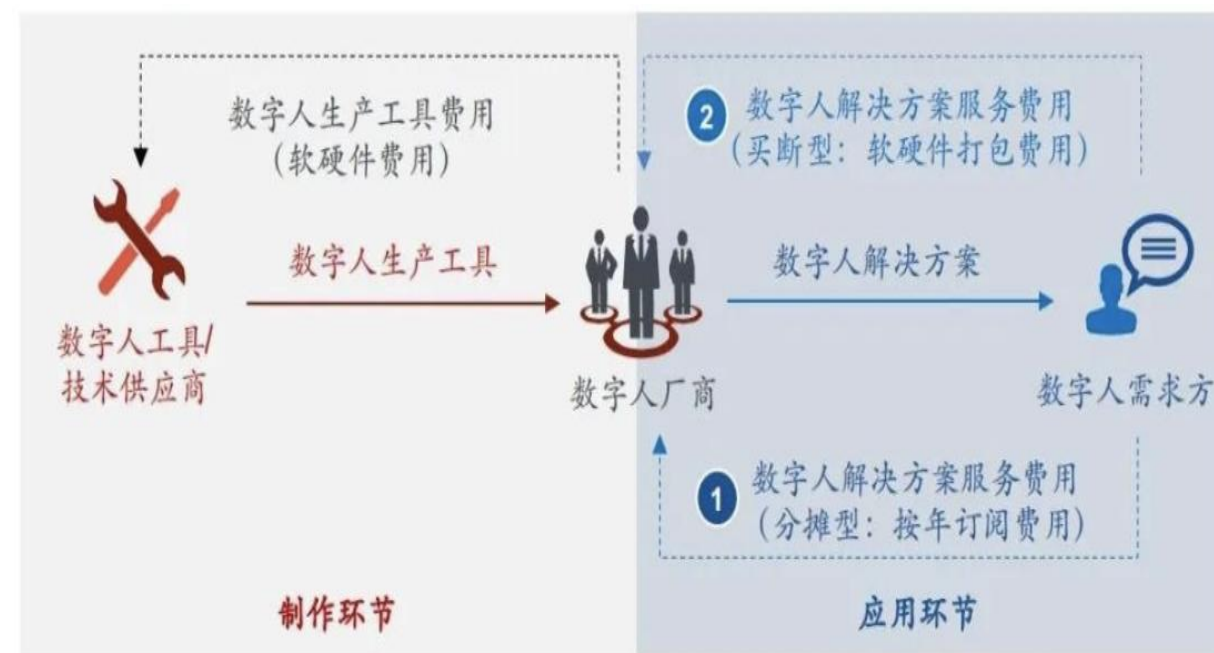 数字人生产工具费用
(软硬件费用)
2
数字人解决方案服务费用
(买断型：软硬件打包费用)
数字人生产工具
数字人解决方案
数字人工具/
技术供应商
数字人厂商
数字人需求方
1
数字人解决方案服务费用
(分摊型：按年订阅费用)
制作环节
应用环节